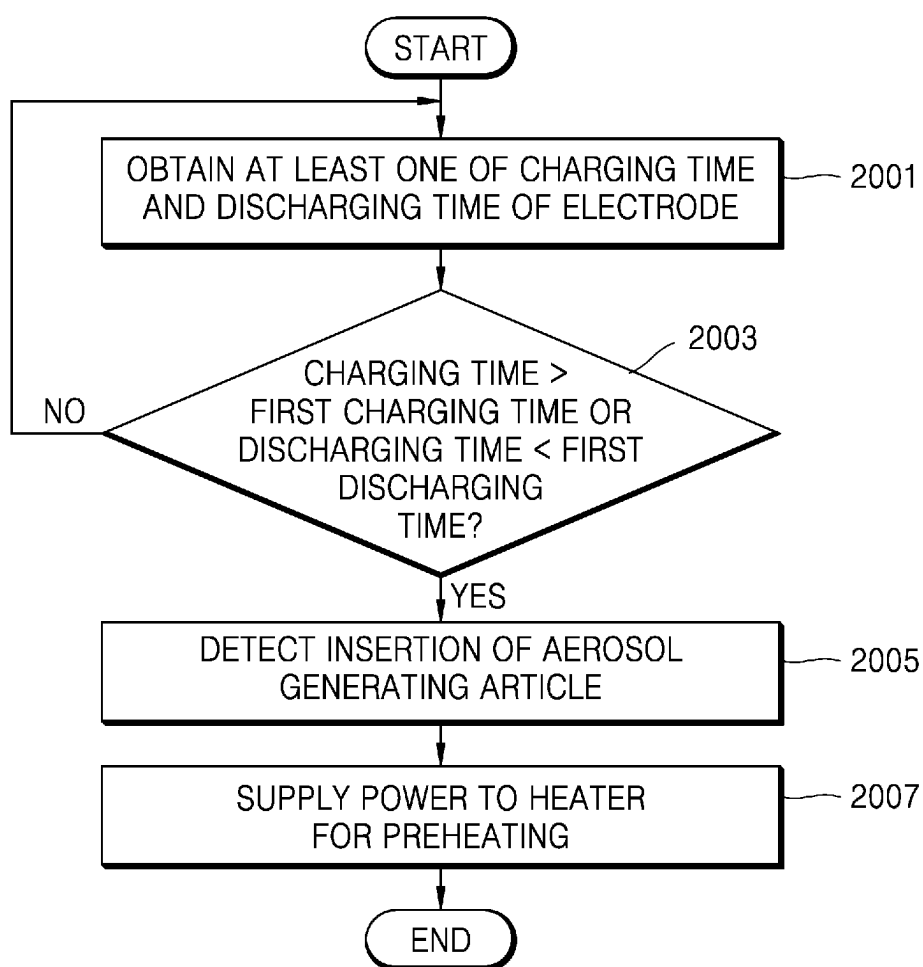 START
OBTAIN AT LEAST ONE OF CHARGING TIME
AND DISCHARGING TIME OF ELECTRODE
2001
2003
CHARGING TIME >
FIRST CHARGING TIME OR
DISCHARGING TIME < FIRST
DISCHARGING
TIME?
NO
YES
DETECT INSERTION OF AEROSOL
GENERATING ARTICLE
2005
SUPPLY POWER TO HEATER
FOR PREHEATING
2007
END